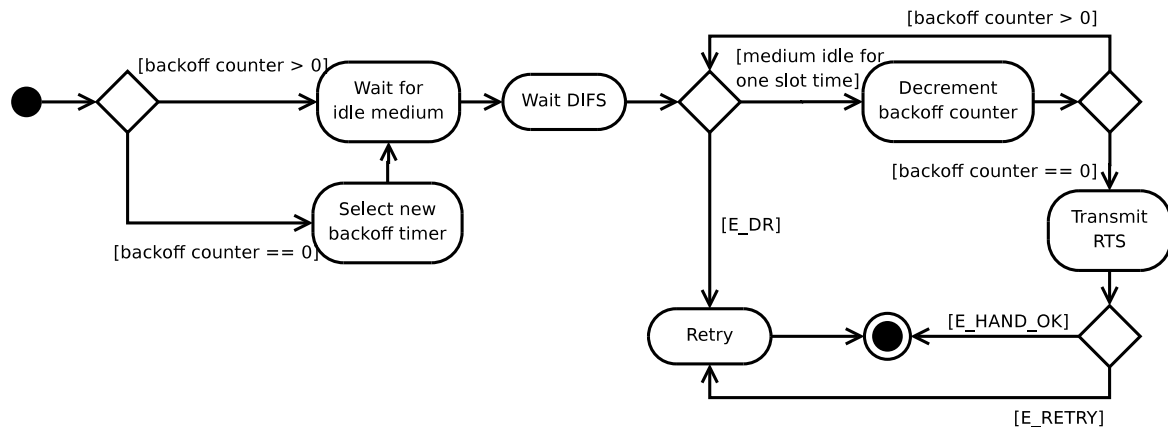 [backoff counter > 0]
[backoff counter > 0]
[medium idle for
one slot time]
Wait for
idle medium
Wait DIFS
Decrement
backoff counter
[backoff counter == 0]
Select new
backoff timer
[backoff counter == 0]
Transmit
RTS
[E_DR]
Retry
[E_HAND_OK]
[E_RETRY]